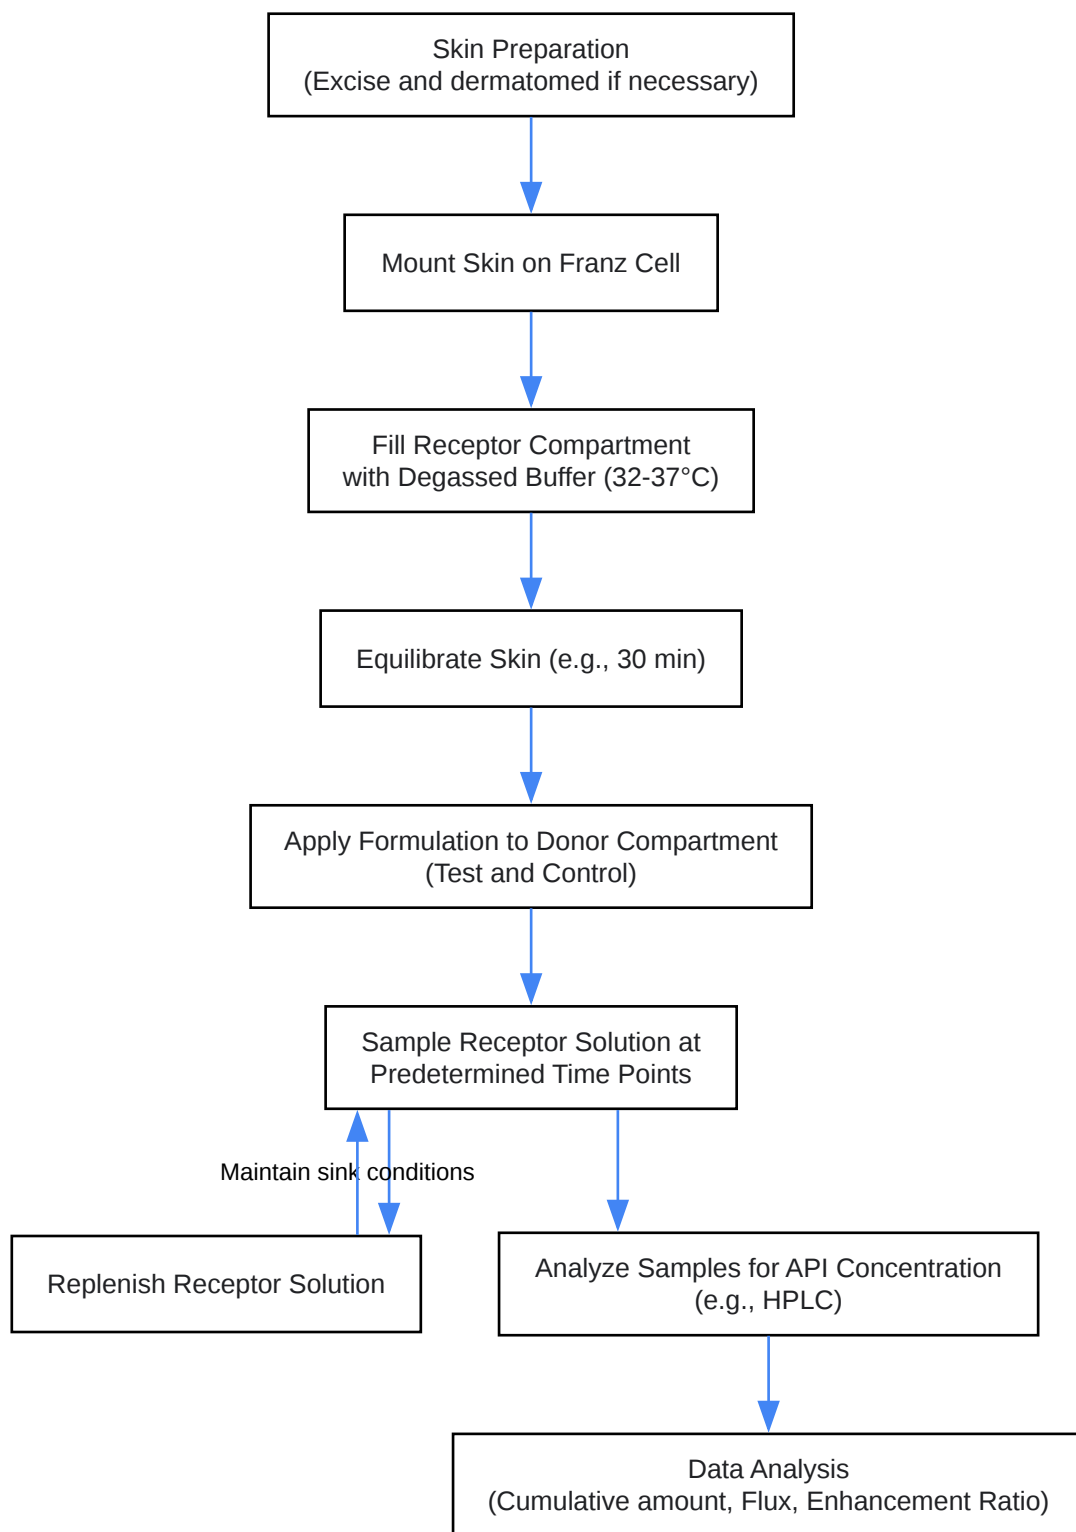 Skin Preparation
(Excise and dermatomed if necessary)
Mount Skin on Franz Cell
Fill Receptor Compartment
with Degassed Buffer (32-37°C)
Equilibrate Skin (e.g., 30 min)
Apply Formulation to Donor Compartment
(Test and Control)
Sample Receptor Solution at
Predetermined Time Points
Maintain sink conditions
Replenish Receptor Solution
Analyze Samples for API Concentration
(e.g., HPLC)
Data Analysis
(Cumulative amount, Flux, Enhancement Ratio)